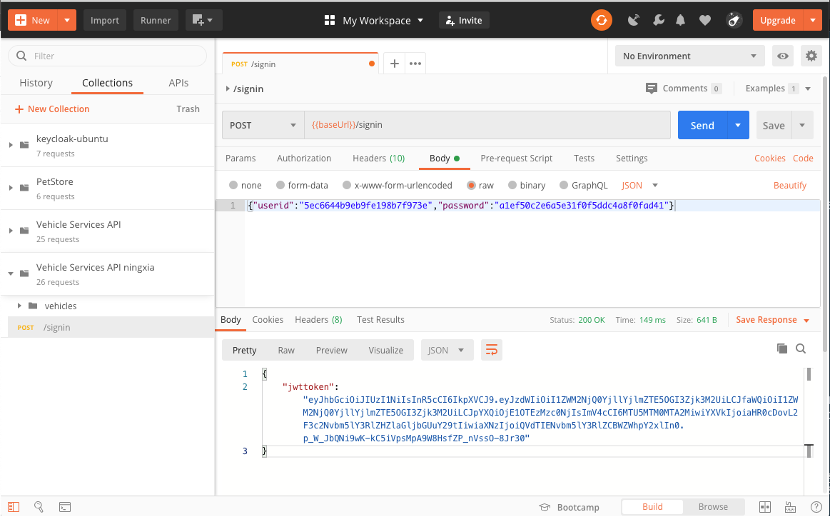 New
Import
Runner
My Workspace
Invite
Upgrade
Filter
History
Collections
APIs
New Collection
Trash
keycloak-ubuntu
7 requests
PetStore
6 requests
Vehicle Services API
25 requests
Vehicle Services API ningxia
26 requests
vehicles
POST /signin
POST /signin
No Environment
/signin
Comments 0
Examples 1
POST
{{baseUrl}}/signin
Send
Save
Params
Authorization
Headers (10)
Body
Pre-request Script
Tests
Settings
Cookies
Code
none
form-data
x-www-form-urlencoded
raw
binary
GraphQL
JSON
Beautify
1 {"userid":"5ec6644b9eb9fe198b7f973e","password":"a1ef50c2e6a5e31f0f5ddc4a8f0fad41"}
Body
Cookies
Headers (8)
Test Results
Status: 200 OK
Time: 149 ms
Size: 641 B
Save Response
Pretty
Raw
Preview
Visualize
JSON
1 {
2 "jwttoken":
3 }
Bootcamp
Build
Browse